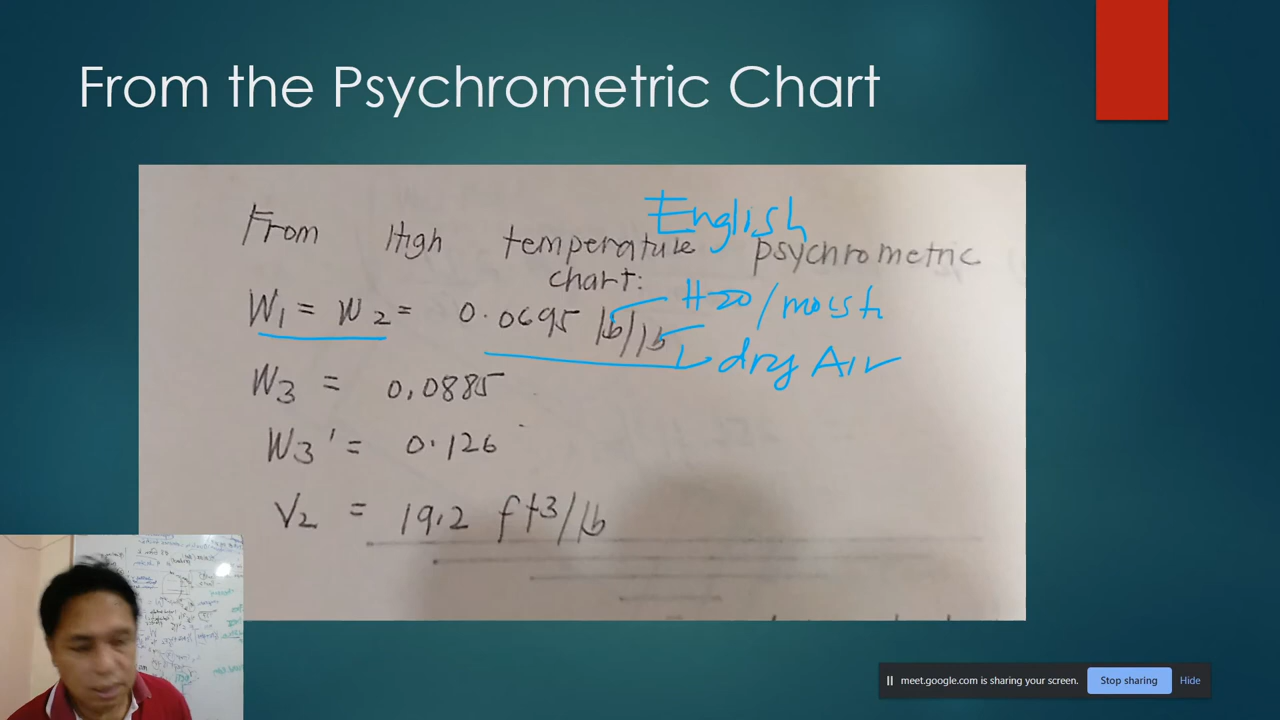 From the Psychrometric Chart
English
From High temperature psychrometric
chart:
W1 = W2 = 0.0695 lb/lb H20/moist
dry Air
W3 = 0.0885
W3' = 0.126
V2 = 19.2 ft3/lb
meet.google.com is sharing your screen. Stop sharing Hide